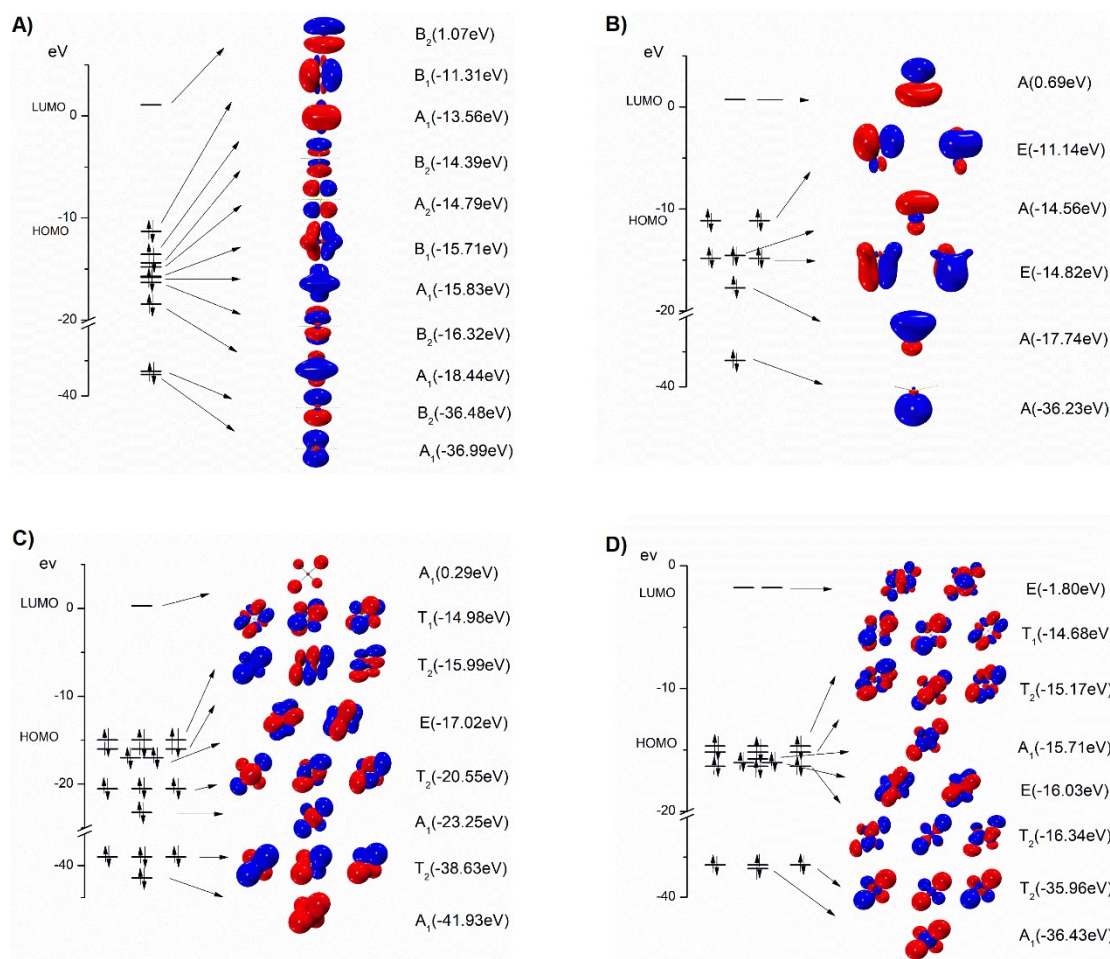 A)
eV
LUMO
0
-10
HOMO
-20
-40
B₂(1.07eV)
B₁(-11.31eV)
A₁(-13.56eV)
B₂(-14.39eV)
A₂(-14.79eV)
B₁(-15.71eV)
A₁(-15.83eV)
B₂(-16.32eV)
A₁(-18.44eV)
B₂(-36.48eV)
A₁(-36.99eV)
B)
eV
LUMO
0
HOMO
-10
-20
-40
A(0.69eV)
E(-11.14eV)
A(-14.56eV)
E(-14.82eV)
A(-17.74eV)
A(-36.23eV)
C)
ev
LUMO
0
-10
HOMO
-20
-40
A₁(0.29eV)
T₁(-14.98eV)
T₂(-15.99eV)
E(-17.02eV)
T₂(-20.55eV)
A₁(-23.25eV)
T₂(-38.63eV)
A₁(-41.93eV)
D)
ev
0
LUMO
-10
HOMO
-20
-40
E(-1.80eV)
T₁(-14.68eV)
T₂(-15.17eV)
A₁(-15.71eV)
E(-16.03eV)
T₂(-16.34eV)
T₂(-35.96eV)
A₁(-36.43eV)